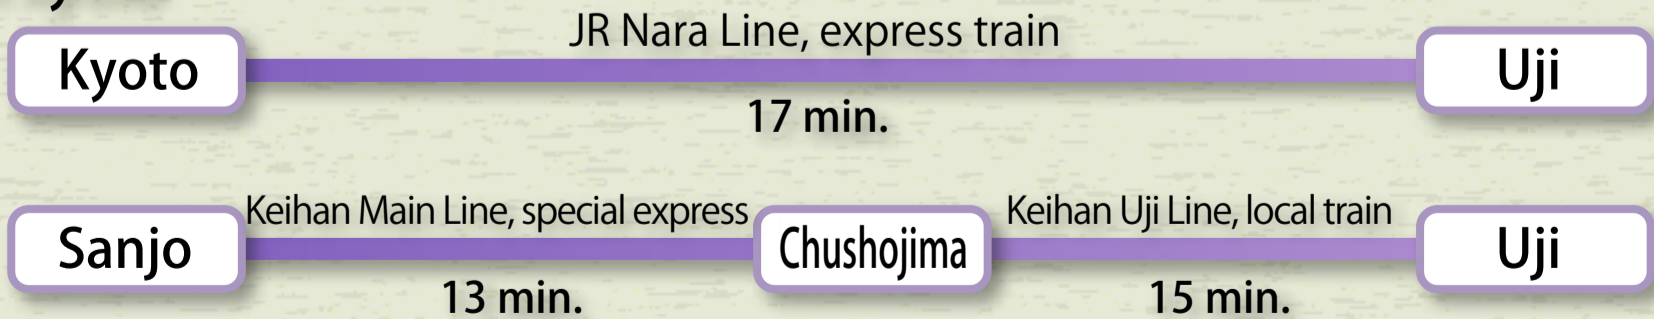 JR Nara Line, express train
Kyoto
Uji
17 min.
Keihan Main Line, special express
Keihan Uji Line, local train
Sanjo
Chushojima
Uji
13 min.
15 min.